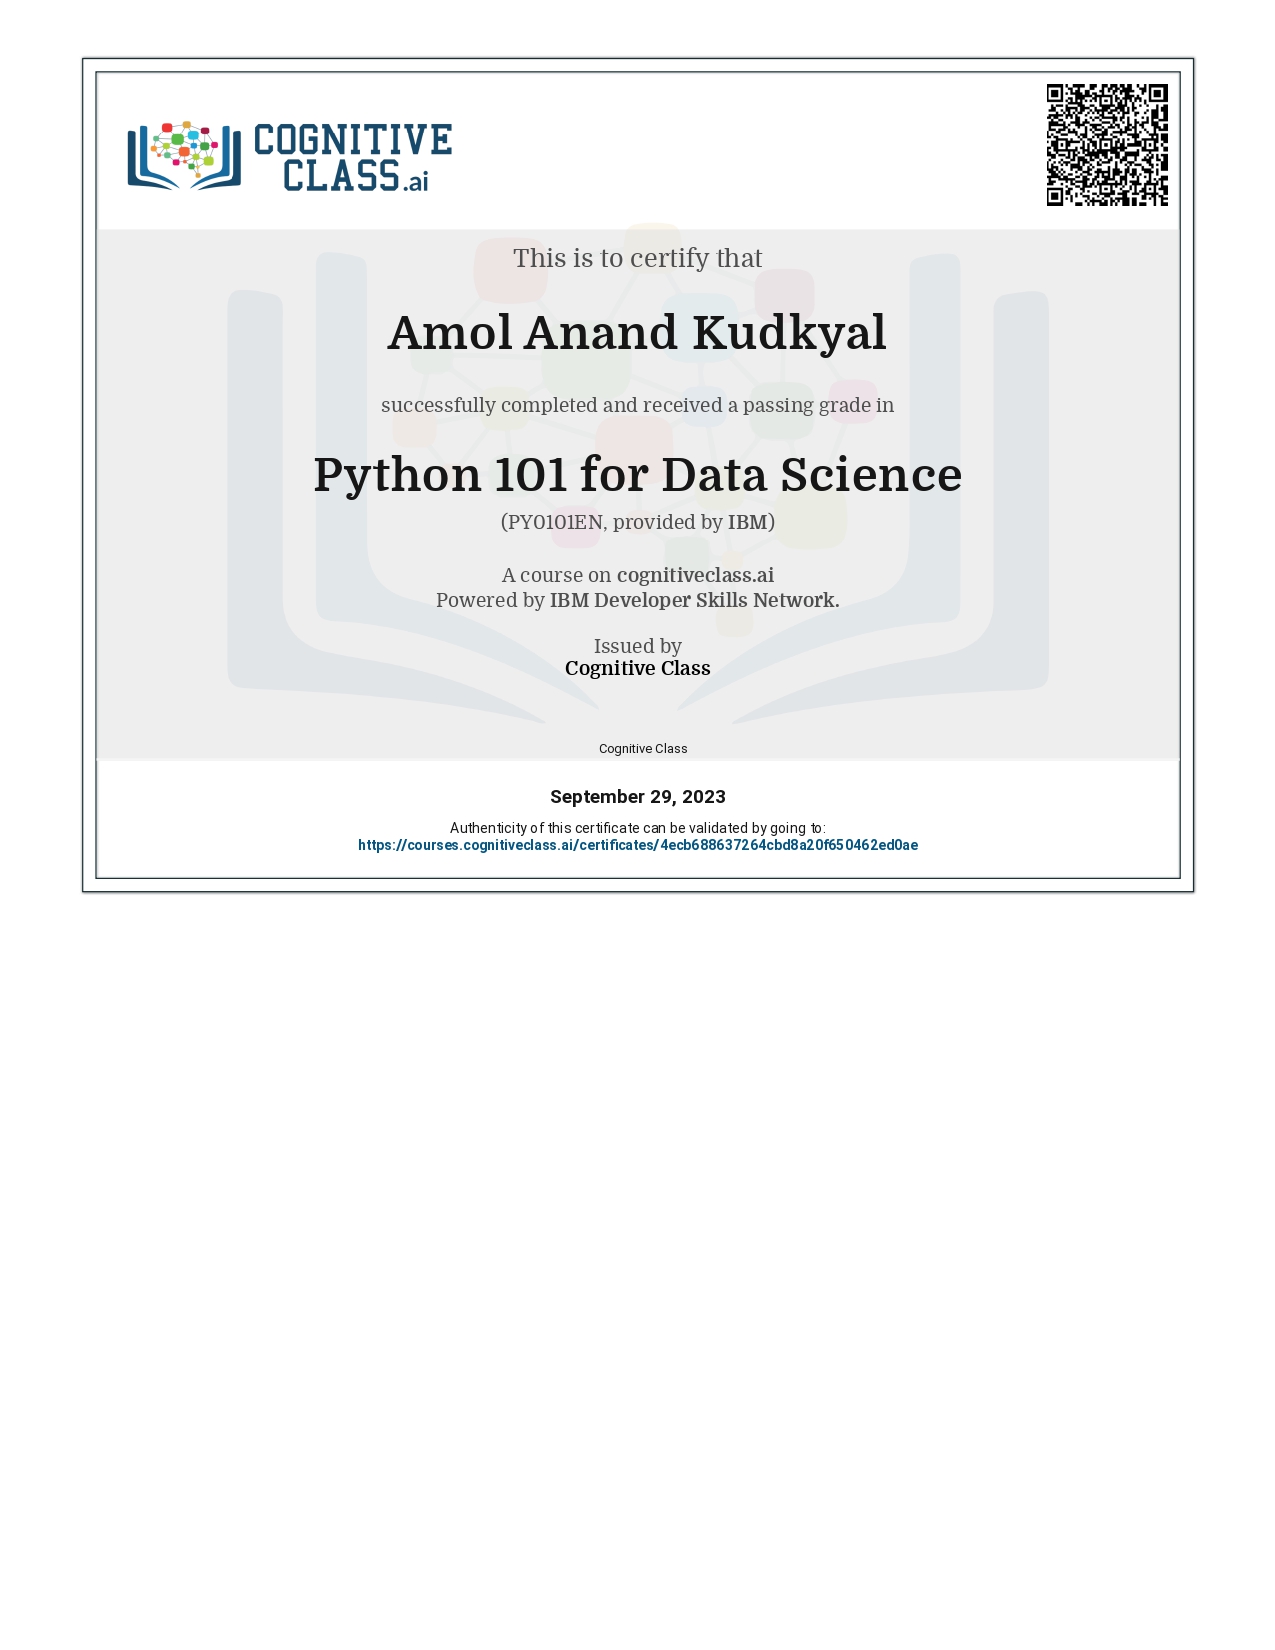 COGNITIVE
CLASS.ai
This is to certify that
Amol Anand Kudkyal
successfully completed and received a passing grade in
Python 101 for Data Science
(PY0101EN, provided by IBM)
A course on cognitiveclass.ai
Powered by IBM Developer Skills Network.
Issued by
Cognitive Class
Cognitive Class
September 29, 2023
Authenticity of this certificate can be validated by going to:
https://courses.cognitiveclass.ai/certificates/4ecb688637264cbd8a20f650462ed0ae